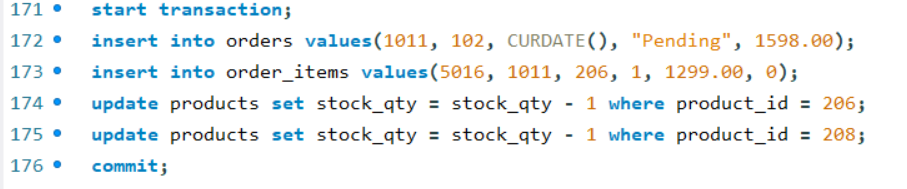 171 • start transaction;
172 • insert into orders values(1011, 102, CURDATE(), "Pending", 1598.00);
173 • insert into order_items values(5016, 1011, 206, 1, 1299.00, 0);
174 • update products set stock_qty = stock_qty - 1 where product_id = 206;
175 • update products set stock_qty = stock_qty - 1 where product_id = 208;
176 • commit;